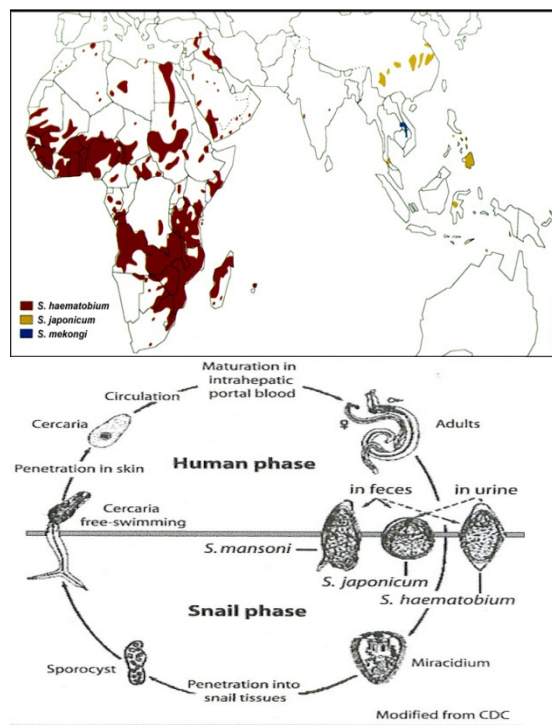 S. haematobium
S. japonicum
S. mekongi
Maturation in
intrahepatic
portal blood
Circulation
Cercaria
Adults
Penetration in skin
Human phase
in feces
in urine
Cercaria
free-swimming
S. mansoni
S. japonicum
S. haematobium
Snail phase
Sporocyst
Miracidium
Penetration into
snail tissues
Modified from CDC